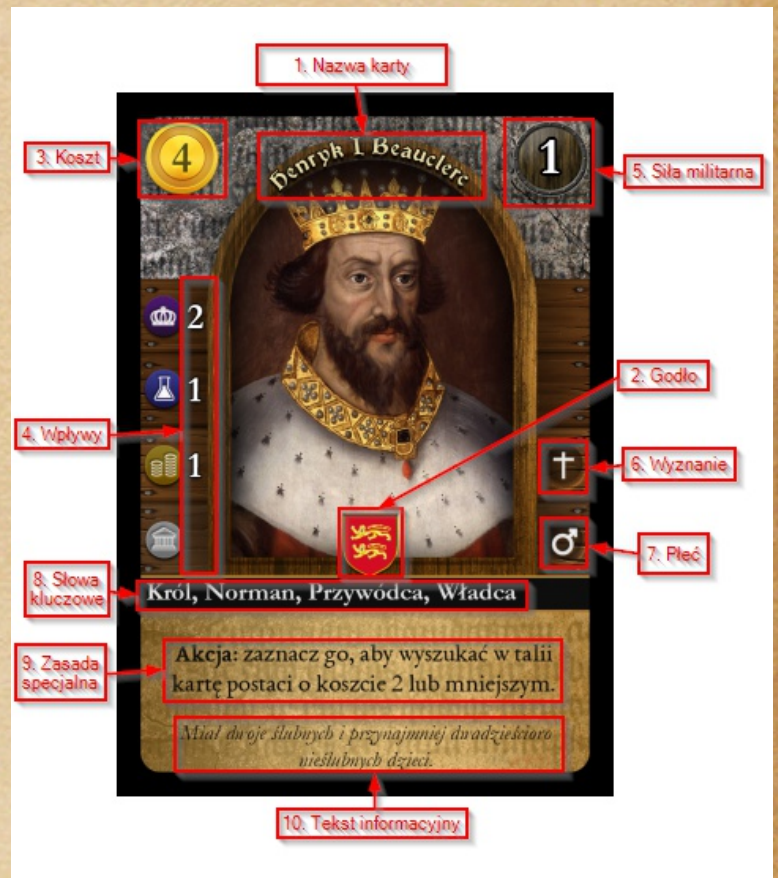 1. Nazwa karty
3. Koszt
4
Henryk I Beauclerc
1
5. Siła militarna
2
1
1
2. Godło
4. Wpływy
6. Wyznanie
7. Płeć
8. Słowa
kluczowe
Król, Norman, Przywódca, Władca
9. Zasada
specjalna
Akcja: zaznacz go, aby wyszukać w talii
kartę postaci o koszcie 2 lub mniejszym.
Miał dwoje ślubnych i przynajmniej dwadzieścioro
nieślubnych dzieci.
10. Tekst informacyjny